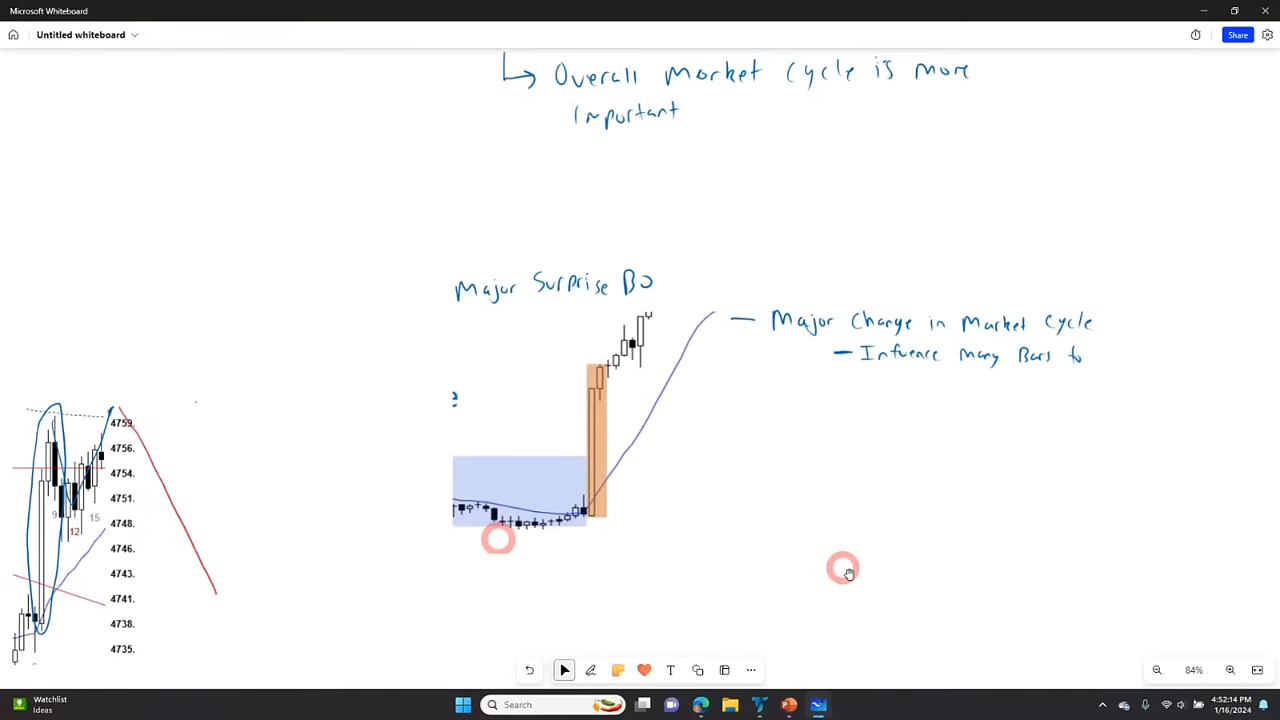 Microsoft Whiteboard
Untitled whiteboard
Share
Overall Market Cycle is more
important
Major Surprise BO
— Major Change in Market Cycle
— Infuence Many Bars to
e
4759.
4756.
4754.
4751.
9
15
4748.
12
4746.
4743.
4741.
4738.
4735.
84%
Watchlist
Ideas
Search
4:52:14 PM
1/16/2024